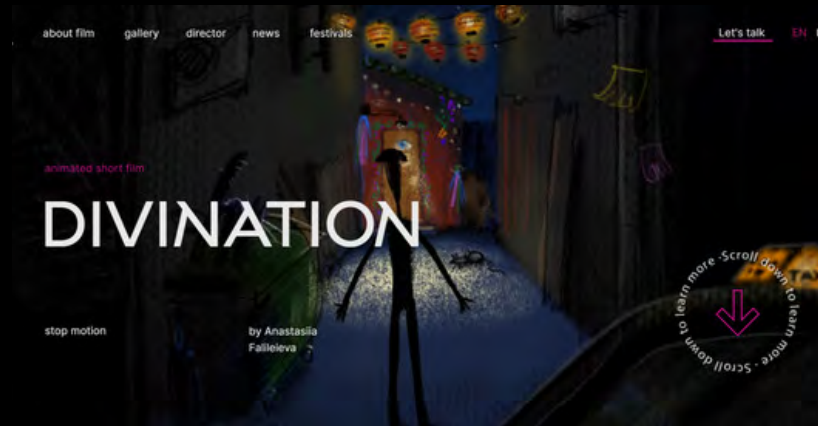 about film
gallery
director
news
festivals
Let's talk
EN
animated short film
DIVINATION
stop motion
by Anastasiia
Falileieva
Scroll down to learn more · Scroll down to learn more ·
TAX